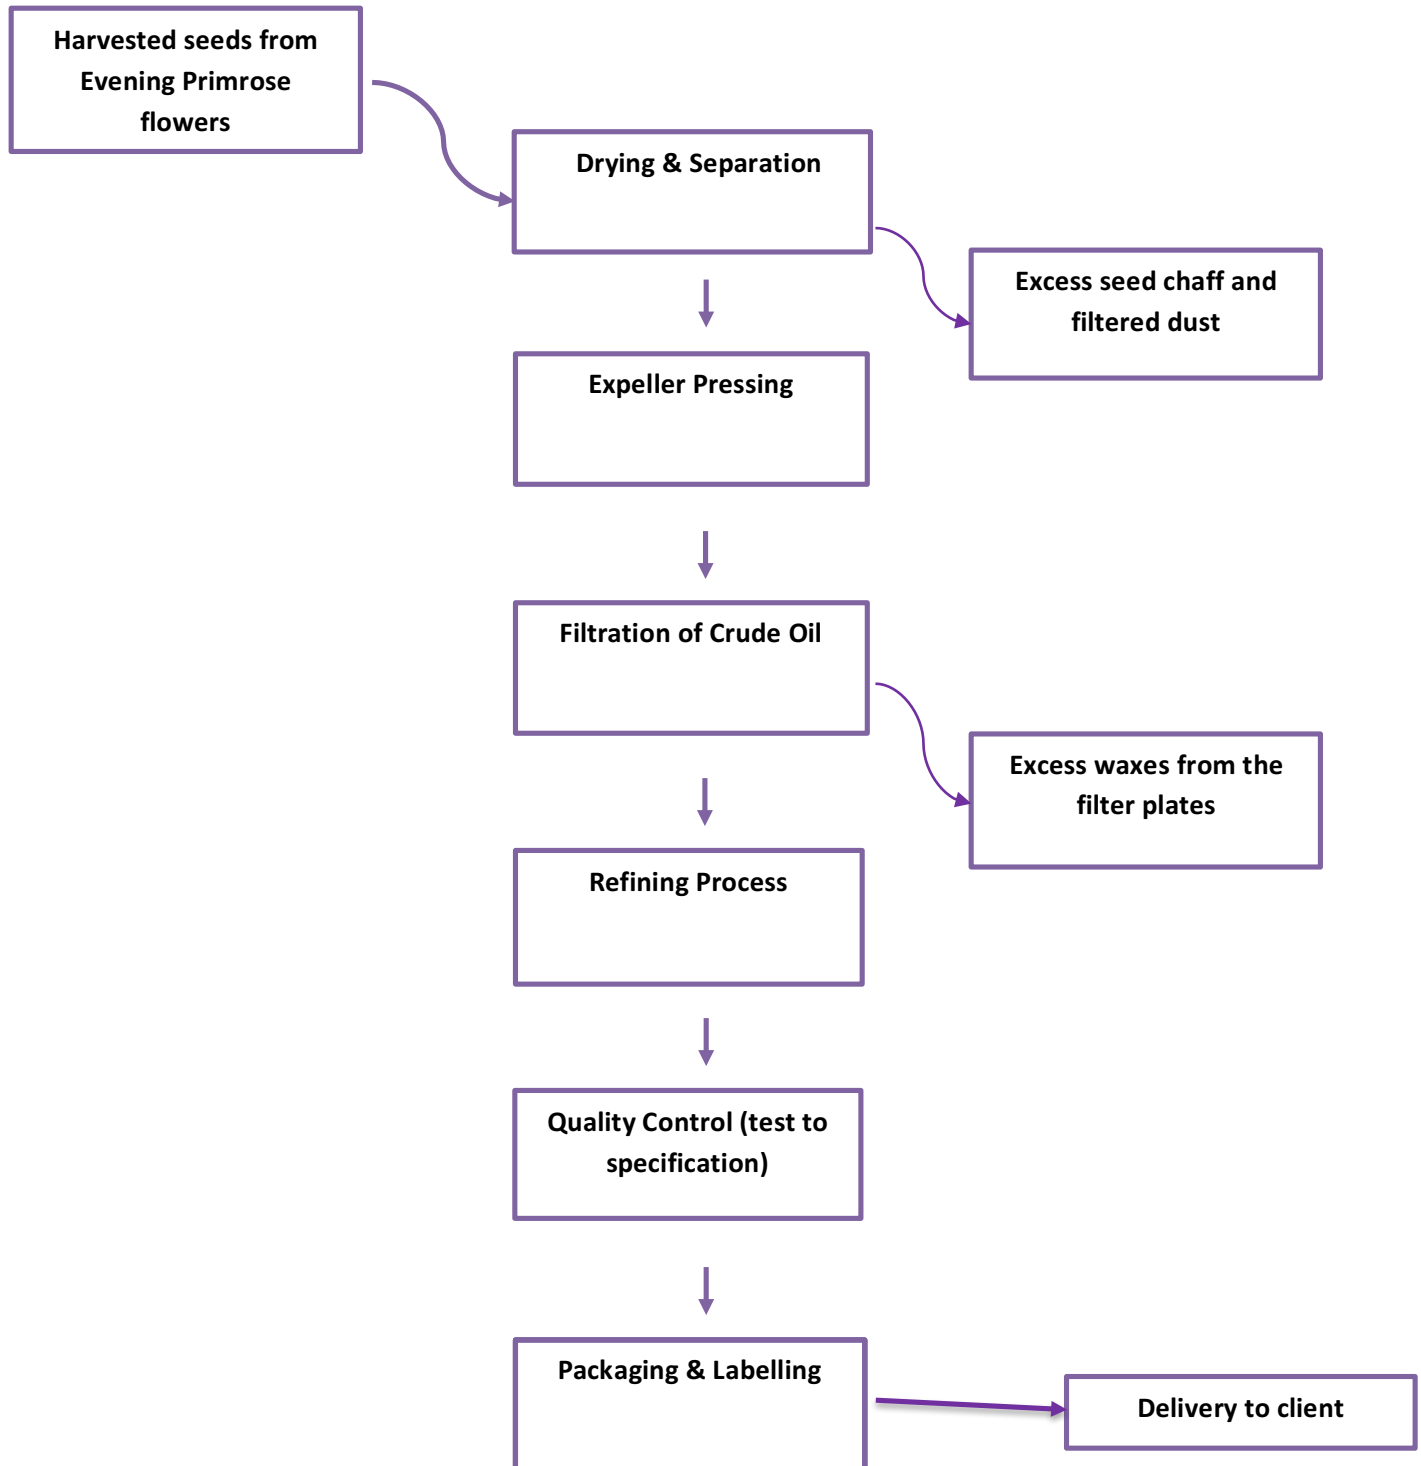 Harvested seeds from
Evening Primrose
flowers
Drying & Separation
Excess seed chaff and
filtered dust
Expeller Pressing
Filtration of Crude Oil
Excess waxes from the
filter plates
Refining Process
Quality Control (test to
specification)
Packaging & Labelling
Delivery to client